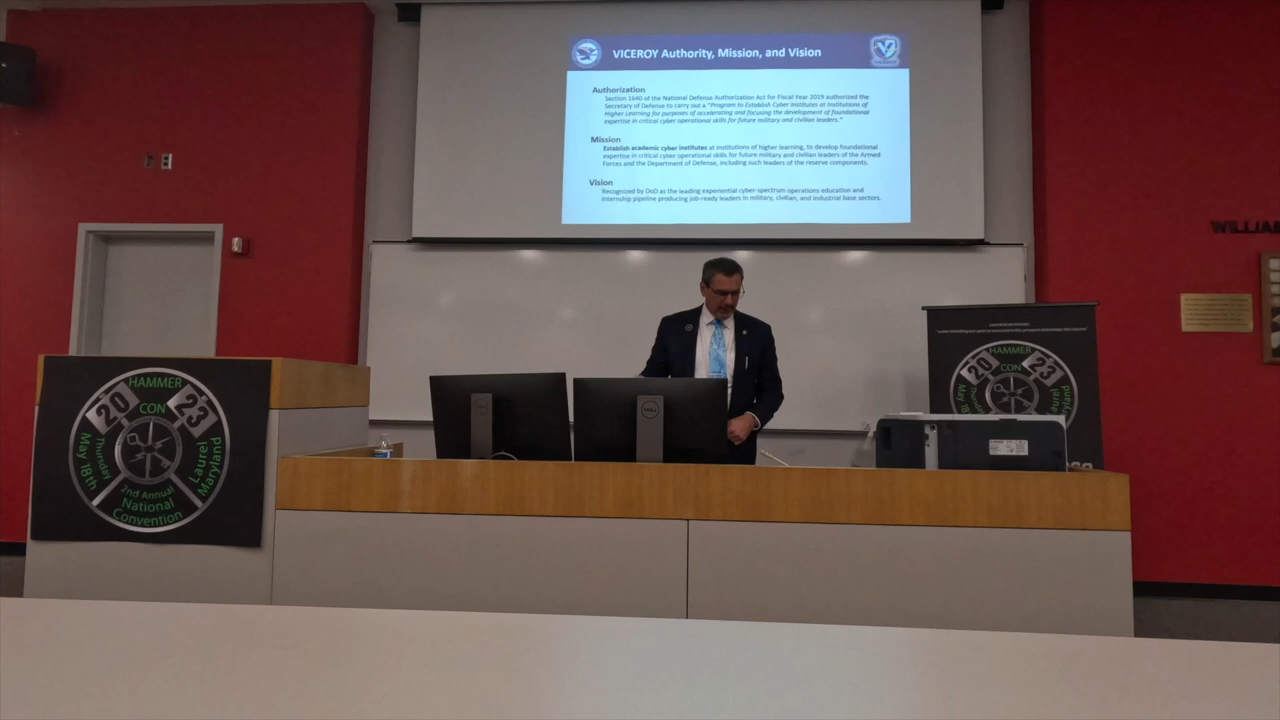 VICEROY Authority, Mission, and Vision
Authorization
Section 1640 of the National Defense Authorization Act for Fiscal Year 2019 authorized the
Secretary of Defense to carry out a "Program to Establish Cyber Institutes at Institutions of
Higher Learning for purposes of accelerating and focusing the development of foundational
expertise in critical cyber operational skills for future military and civilian leaders."
Mission
Establish academic cyber institutes at institutions of higher learning, to develop foundational
expertise in critical cyber operational skills for future military and civilian leaders of the Armed
Forces and the Department of Defense, including such leaders of the reserve components.
Vision
Recognized by DoD as the leading experiential cyber-spectrum operations education and
internship pipeline producing job-ready leaders in military, civilian, and industrial base sectors.
WILLIA
HAMMER
CON
20
23
Thursday
May 18th
Laurel
Maryland
2nd Annual
National
Convention
DELL
HAMMER
CON
20
23
May 18
Laurel